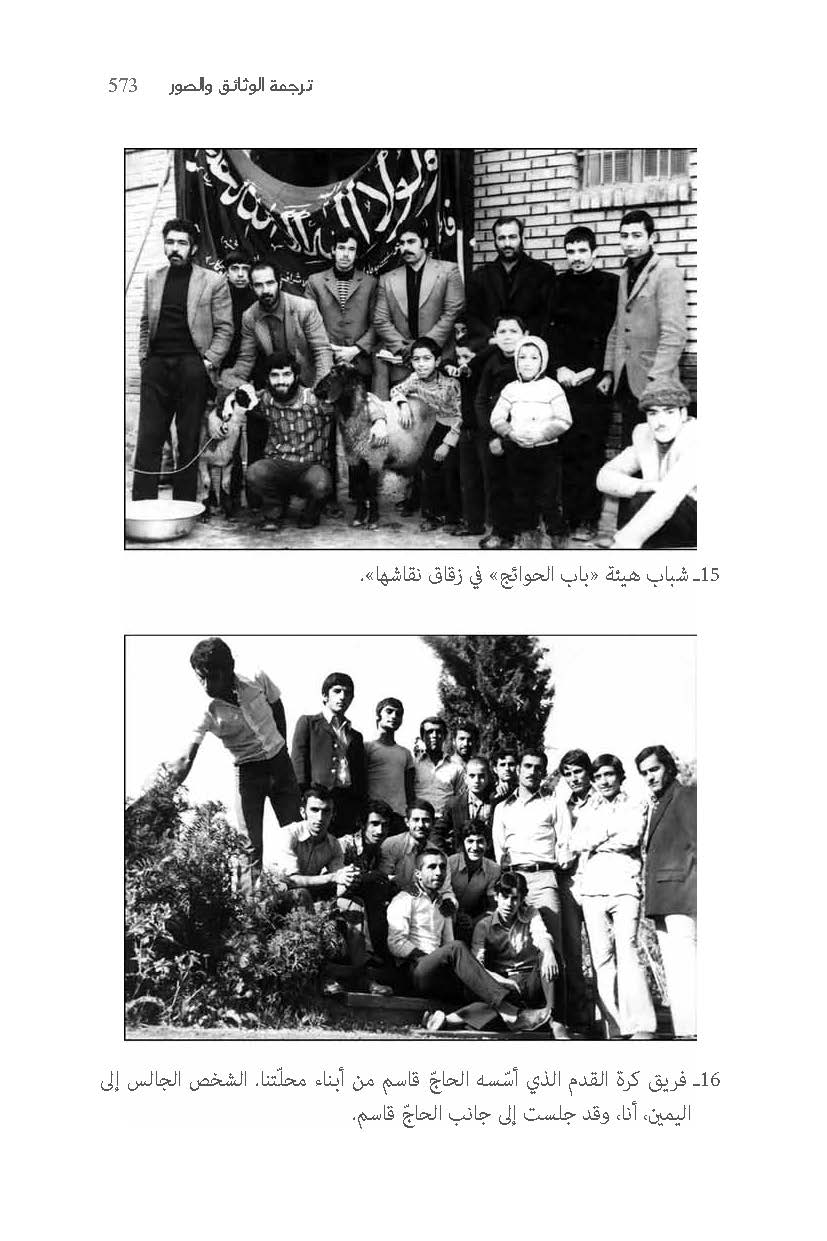 ترجمة الوثائق والصور 573
ولولا
15ـ شباب هيئة «باب الحوائج» في زقاق نقاشها».
16ـ فريق كرة القدم الذي أسّسه الحاجّ قاسم من أبناء محلّتنا. الشخص الجالس إلى
اليمين، أنا، وقد جلست إلى جانب الحاجّ قاسم.